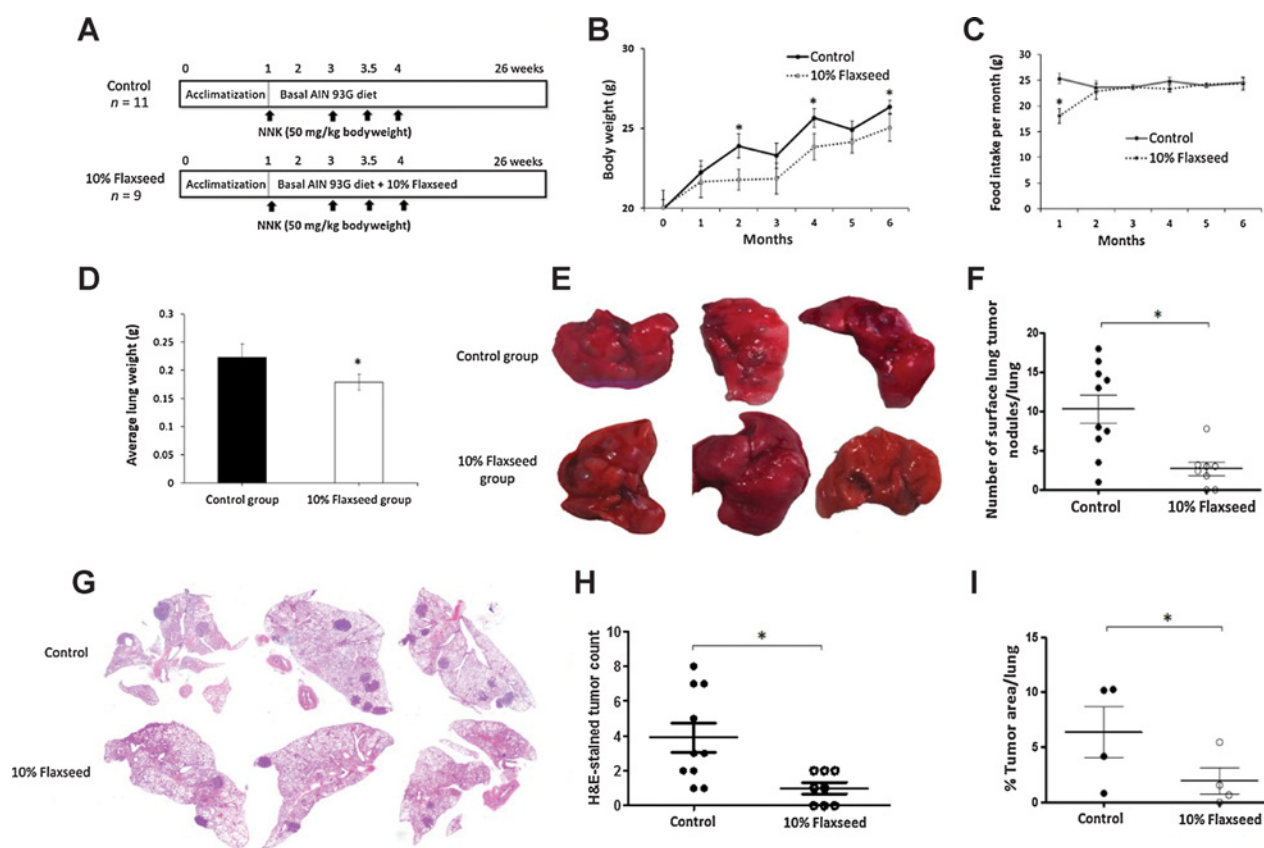 A
0 1 2 3 3.5 4 26 weeks
Control
n = 11
Acclimatization Basal AIN 93G diet
NNK (50 mg/kg bodyweight)
0 1 2 3 3.5 4 26 weeks
10% Flaxseed
n = 9
Acclimatization Basal AIN 93G diet + 10% Flaxseed
NNK (50 mg/kg bodyweight)
B
Body weight (g)
30
25
20
Control
10% Flaxseed
*
*
*
0 1 2 3 4 5 6
Months
C
Food intake per month (g)
30
25
20
15
10
5
0
*
Control
10% Flaxseed
1 2 3 4 5 6
Months
D
Average lung weight (g)
0.3
0.25
0.2
0.15
0.1
0.05
0
*
Control group 10% Flaxseed group
E
Control group
10% Flaxseed
group
F
Number of surface lung tumor
nodules/lung
20
15
10
5
0
*
Control 10% Flaxseed
G
Control
10% Flaxseed
H
H&E-stained tumor count
10
8
6
4
2
0
*
Control 10% Flaxseed
I
% Tumor area/lung
15
10
5
0
*
Control 10% Flaxseed